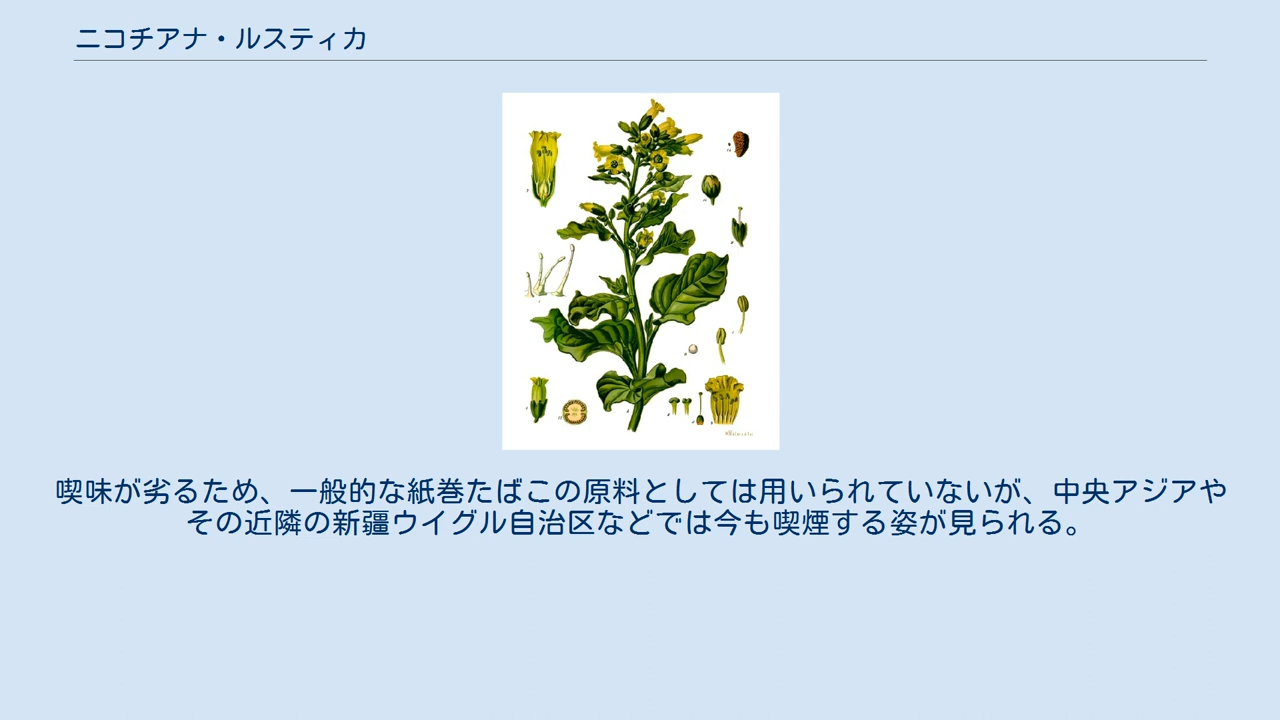 ニコチアナ・ルスティカ
喫味が劣るため、一般的な紙巻たばこの原料としては用いられていないが、中央アジアや
その近隣の新疆ウイグル自治区などでは今も喫煙する姿が見られる。